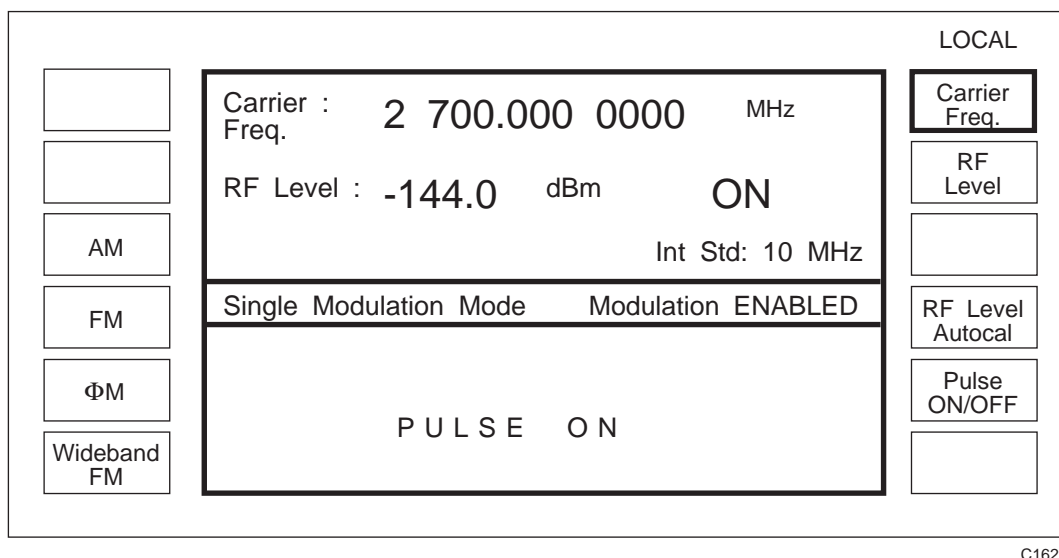 LOCAL
Carrier :
Freq.
2 700.000 0000 MHz
RF Level : -144.0 dBm ON
Int Std: 10 MHz
Single Modulation Mode Modulation ENABLED
PULSE ON
AM
FM
ΦM
Wideband
FM
Carrier
Freq.
RF
Level
RF Level
Autocal
Pulse
ON/OFF
C162